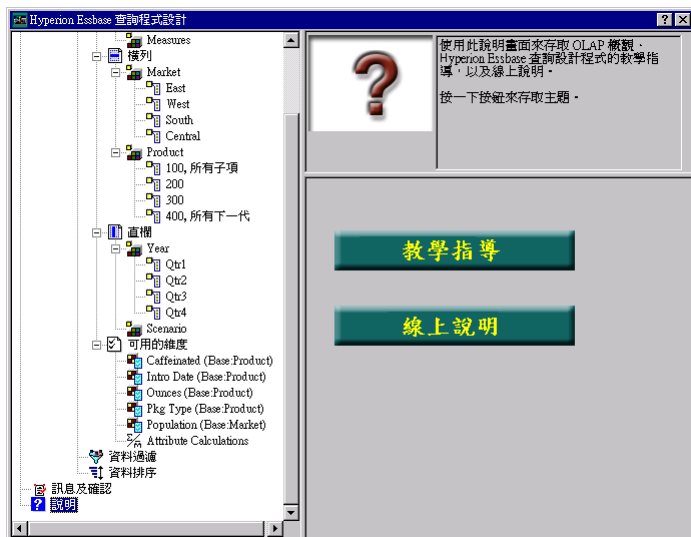 Hyperion Essbase 查詢程式設計
Measures
橫列
Market
East
West
South
Central
Product
100, 所有子項
200
300
400, 所有下一代
直欄
Year
Qtr1
Qtr2
Qtr3
Qtr4
Scenario
可用的維度
Caffeinated (Base:Product)
Intro Date (Base:Product)
Ounces (Base:Product)
Pkg Type (Base:Product)
Population (Base:Market)
Attribute Calculations
資料過濾
資料排序
訊息及確認
說明
使用此說明畫面來存取 OLAP 概觀、
Hyperion Essbase 查詢設計程式的教學指
導，以及線上說明。
按一下按鈕來存取主題。
教學指導
線上說明